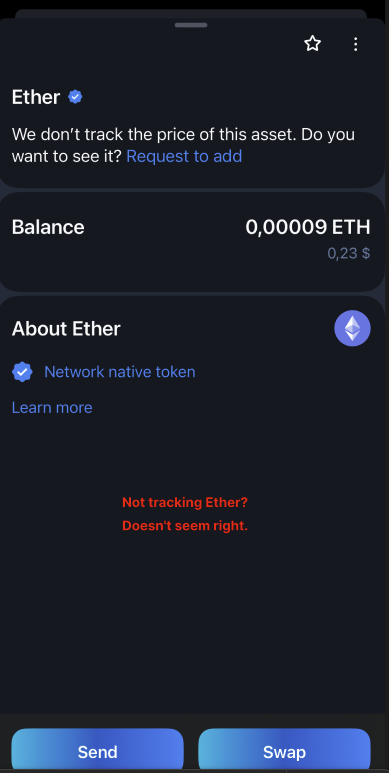 Ether
We don’t track the price of this asset. Do you
want to see it? Request to add
Balance
0,00009 ETH
0,23 $
About Ether
Network native token
Learn more
Not tracking Ether?
Doesn't seem right.
Send
Swap